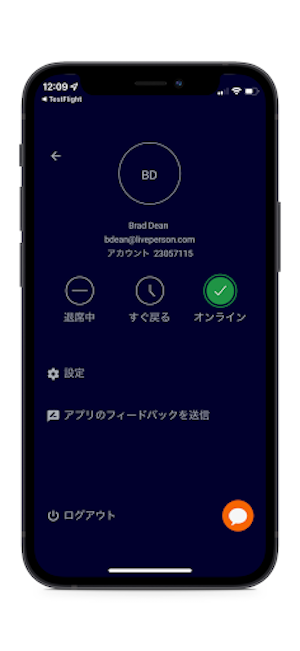 12:09
◀ TestFlight
BD
Brad Dean
bdean@liveperson.com
アカウント 23057115
退席中
すぐ戻る
オンライン
設定
アプリのフィードバックを送信
ログアウト